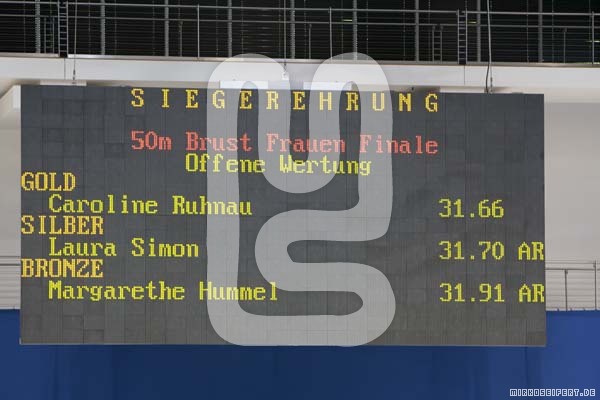 SIEGEREHRUNG
50m Brust Frauen Finale
Offene Wertung
GOLD
Caroline Ruhnau 31.66
SILBER
Laura Simon 31.70 AR
BRONZE
Margarethe Hummel 31.91 AR
MIRKOSEIFERT.DE